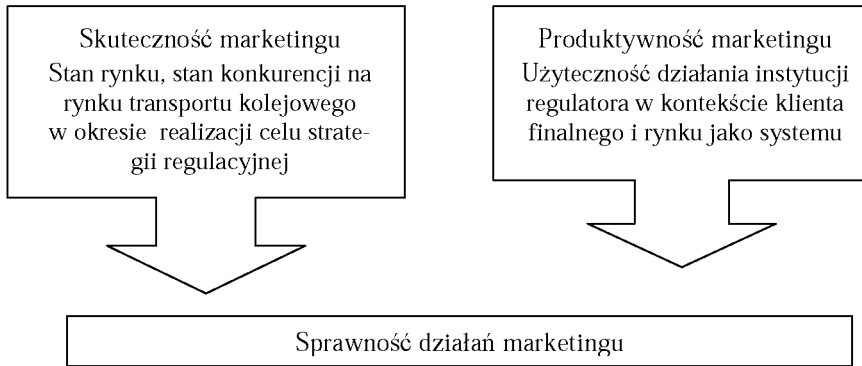 Skuteczność marketingu
Stan rynku, stan konkurencji na
rynku transportu kolejowego
w okresie realizacji celu strate-
gii regulacyjnej
Produktywność marketingu
Użyteczność działania instytucji
regulatora w kontekście klienta
finalnego i rynku jako systemu
Sprawność działań marketingu